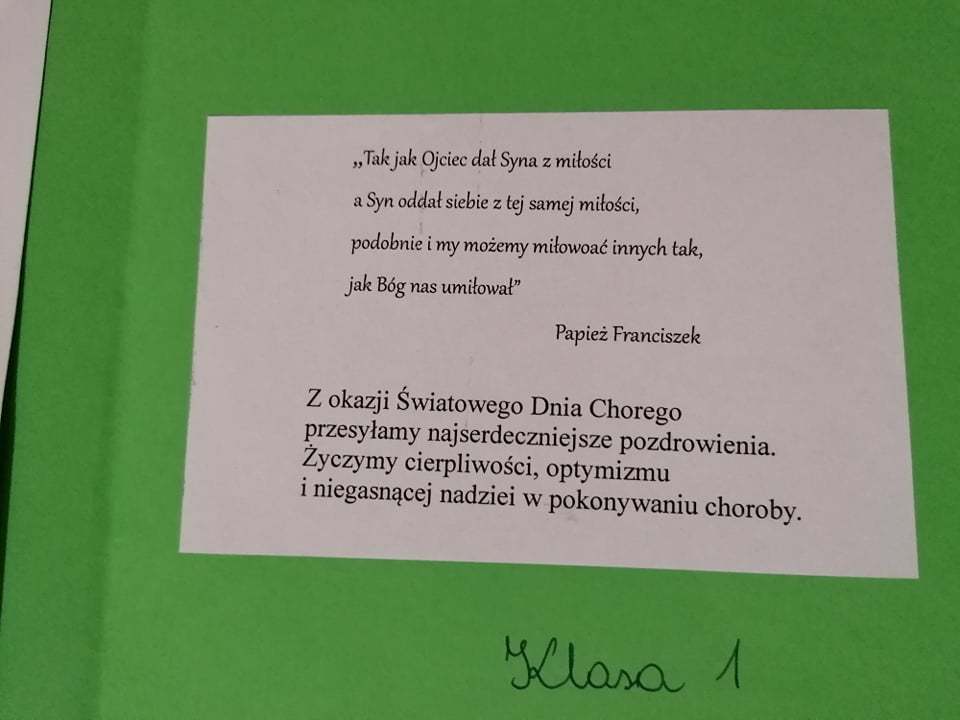 „Tak jak Ojciec dał Syna z miłości
a Syn oddał siebie z tej samej miłości,
podobnie i my możemy miłowoać innych tak,
jak Bóg nas umiłował”
Papież Franciszek
Z okazji Światowego Dnia Chorego
przesyłamy najserdeczniejsze pozdrowienia.
Życzymy cierpliwości, optymizmu
i niegasnącej nadziei w pokonywaniu choroby.
Klasa 1